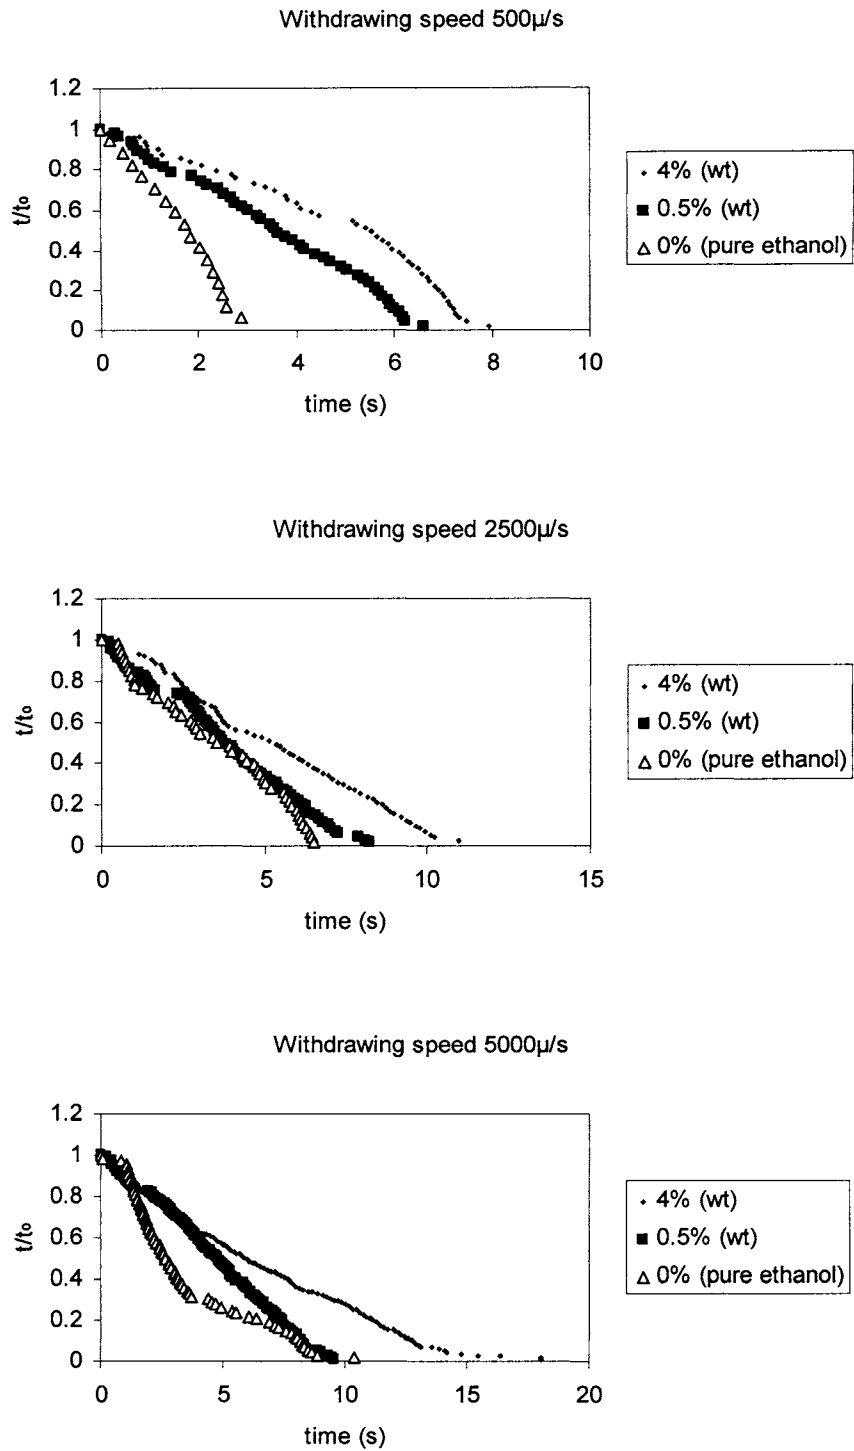 Withdrawing speed 500µ/s
1.2
1
0.8
0.6
0.4
0.2
0
t/t₀
0 2 4 6 8 10
time (s)
4% (wt)
0.5% (wt)
0% (pure ethanol)
Withdrawing speed 2500µ/s
1.2
1
0.8
0.6
0.4
0.2
0
t/t₀
0 5 10 15
time (s)
4% (wt)
0.5% (wt)
0% (pure ethanol)
Withdrawing speed 5000µ/s
1.2
1
0.8
0.6
0.4
0.2
0
t/t₀
0 5 10 15 20
time (s)
4% (wt)
0.5% (wt)
0% (pure ethanol)